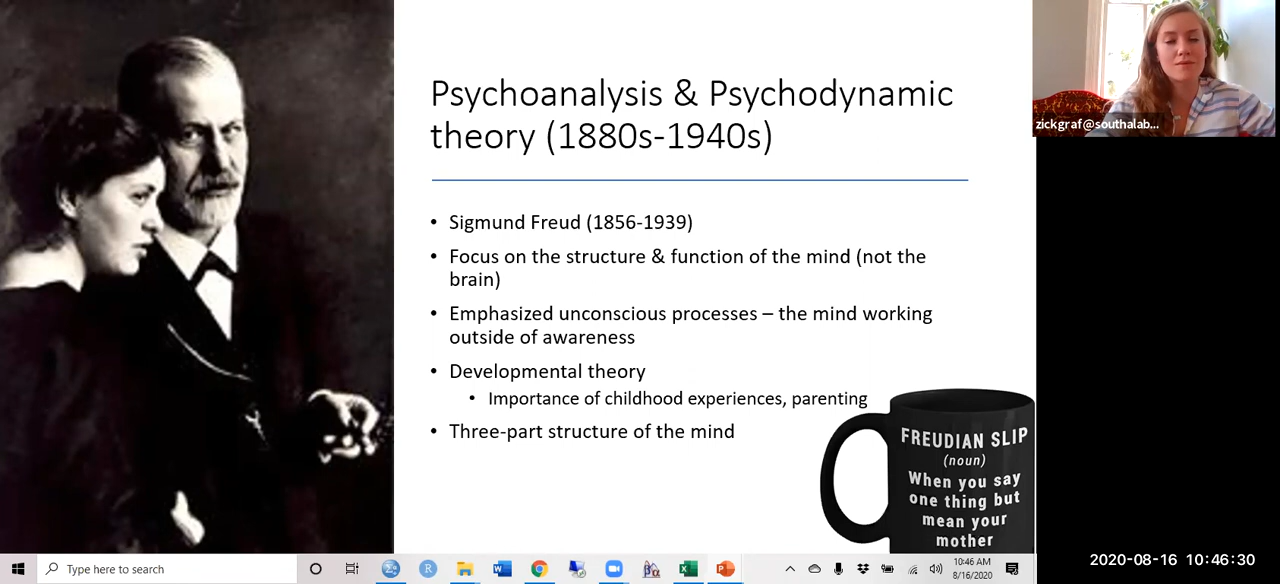 Psychoanalysis & Psychodynamic
theory (1880s-1940s)
• Sigmund Freud (1856-1939)
• Focus on the structure & function of the mind (not the
brain)
• Emphasized unconscious processes – the mind working
outside of awareness
• Developmental theory
• Importance of childhood experiences, parenting
• Three-part structure of the mind
FREUDIAN SLIP
(noun)
When you say
one thing but
mean your
mother
zickgraf@southalab...
Type here to search
10:46 AM
8/16/2020
2020-08-16 10:46:30